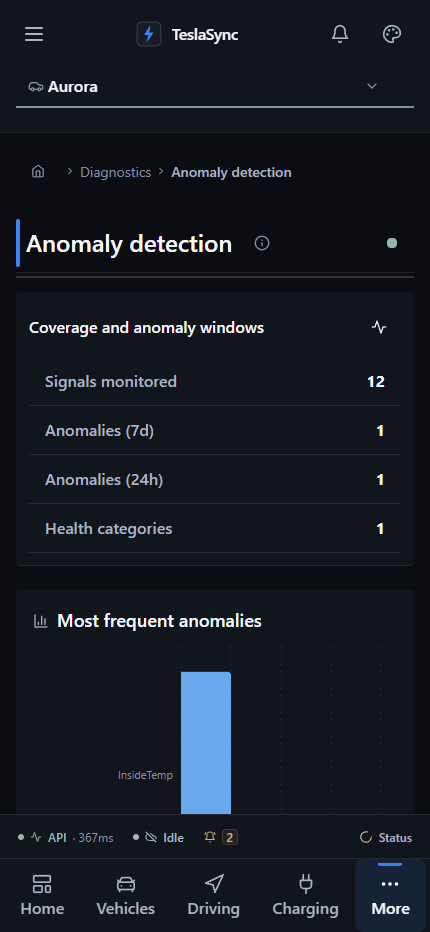 TeslaSync
Aurora
Diagnostics
Anomaly detection
Anomaly detection
Coverage and anomaly windows
Signals monitored 12
Anomalies (7d) 1
Anomalies (24h) 1
Health categories 1
Most frequent anomalies
InsideTemp
API · 367ms Idle 2 Status
Home Vehicles Driving Charging More